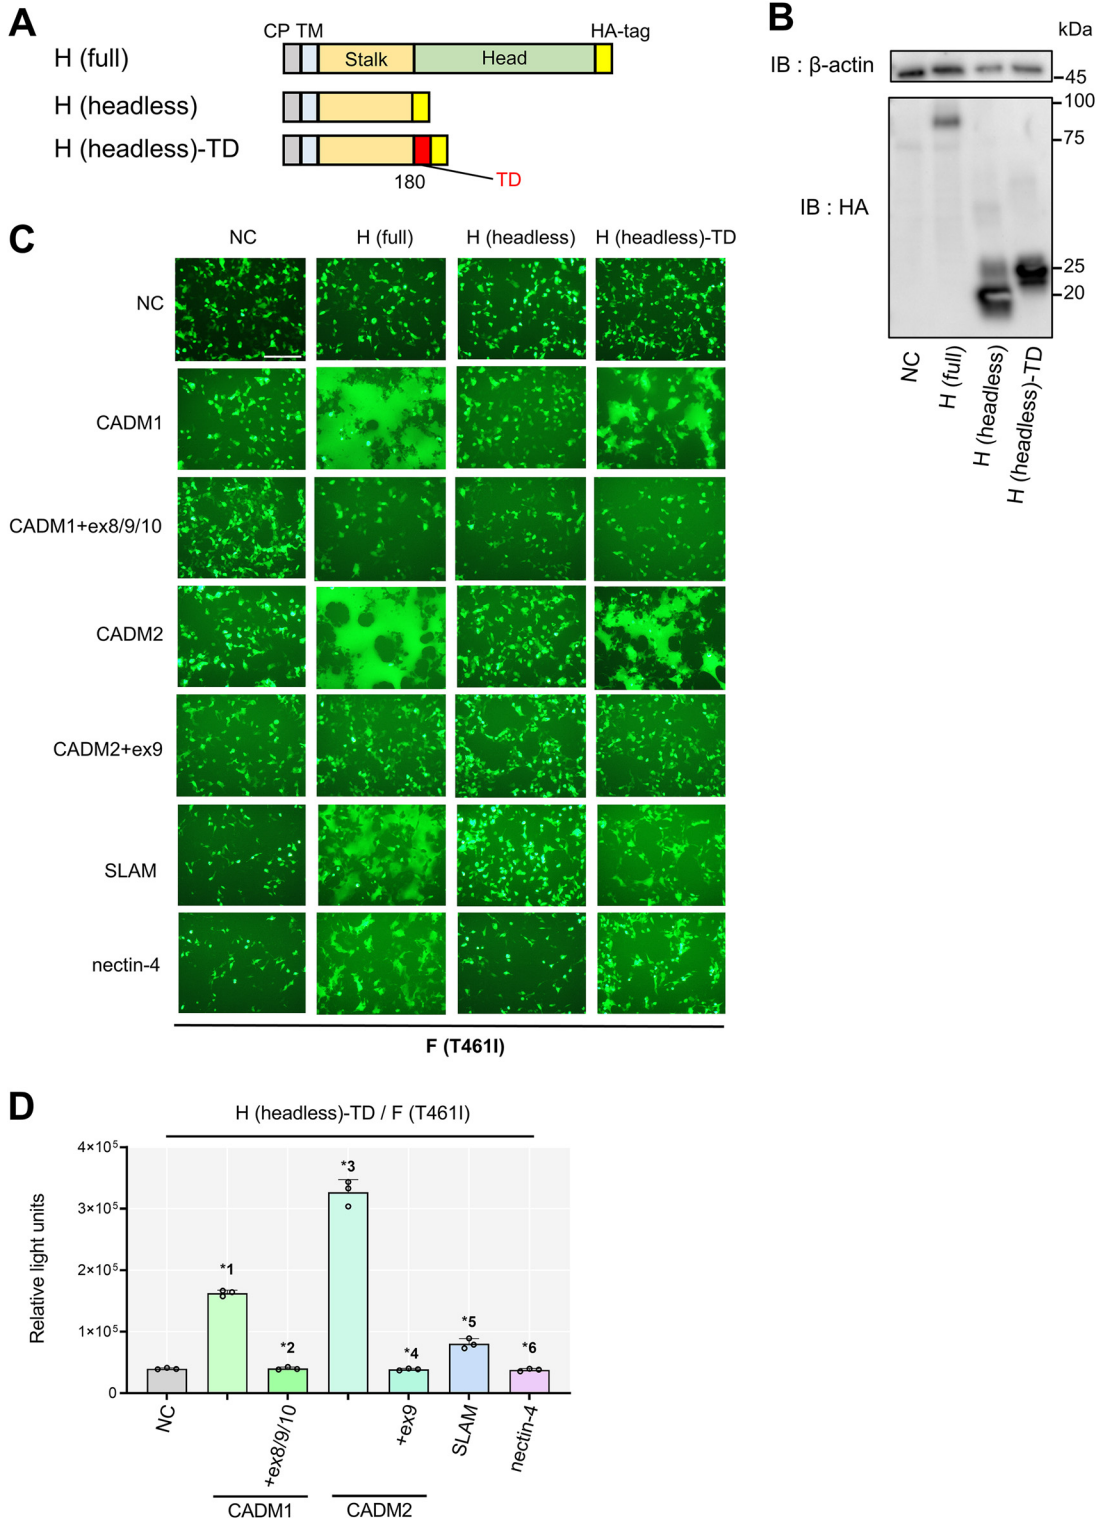 A
CP TM
HA-tag
H (full)
Stalk
Head
H (headless)
H (headless)-TD
180
TD
B
kDa
IB : β-actin
45
100
75
IB : HA
25
20
NC
H (full)
H (headless)
H (headless)-TD
C
NC
H (full)
H (headless)
H (headless)-TD
NC
CADM1
CADM1+ex8/9/10
CADM2
CADM2+ex9
SLAM
nectin-4
F (T461I)
D
H (headless)-TD / F (T461I)
Relative light units
4×10⁵
3×10⁵
2×10⁵
1×10⁵
0
*1
*2
*3
*4
*5
*6
NC
+ex8/9/10
+ex9
SLAM
nectin-4
CADM1
CADM2